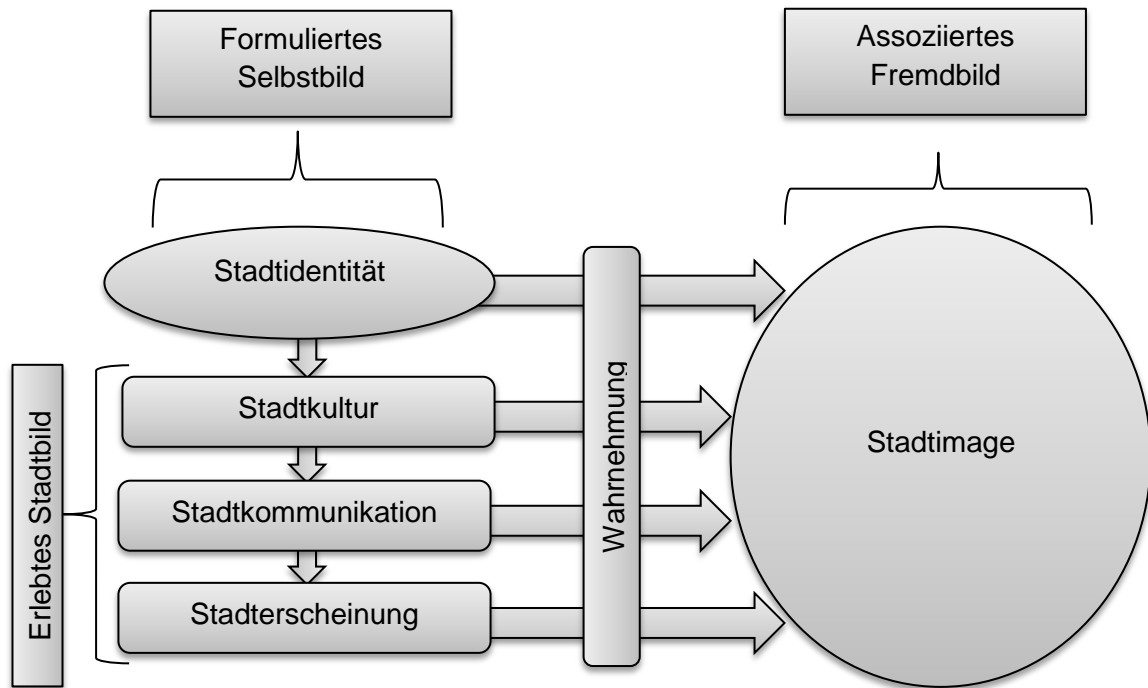 Formuliertes
Selbstbild
Assoziiertes
Fremdbild
Stadtidentität
Erlebtes Stadtbild
Stadtkultur
Stadtkommunikation
Stadterscheinung
Wahrnehmung
Stadtimage